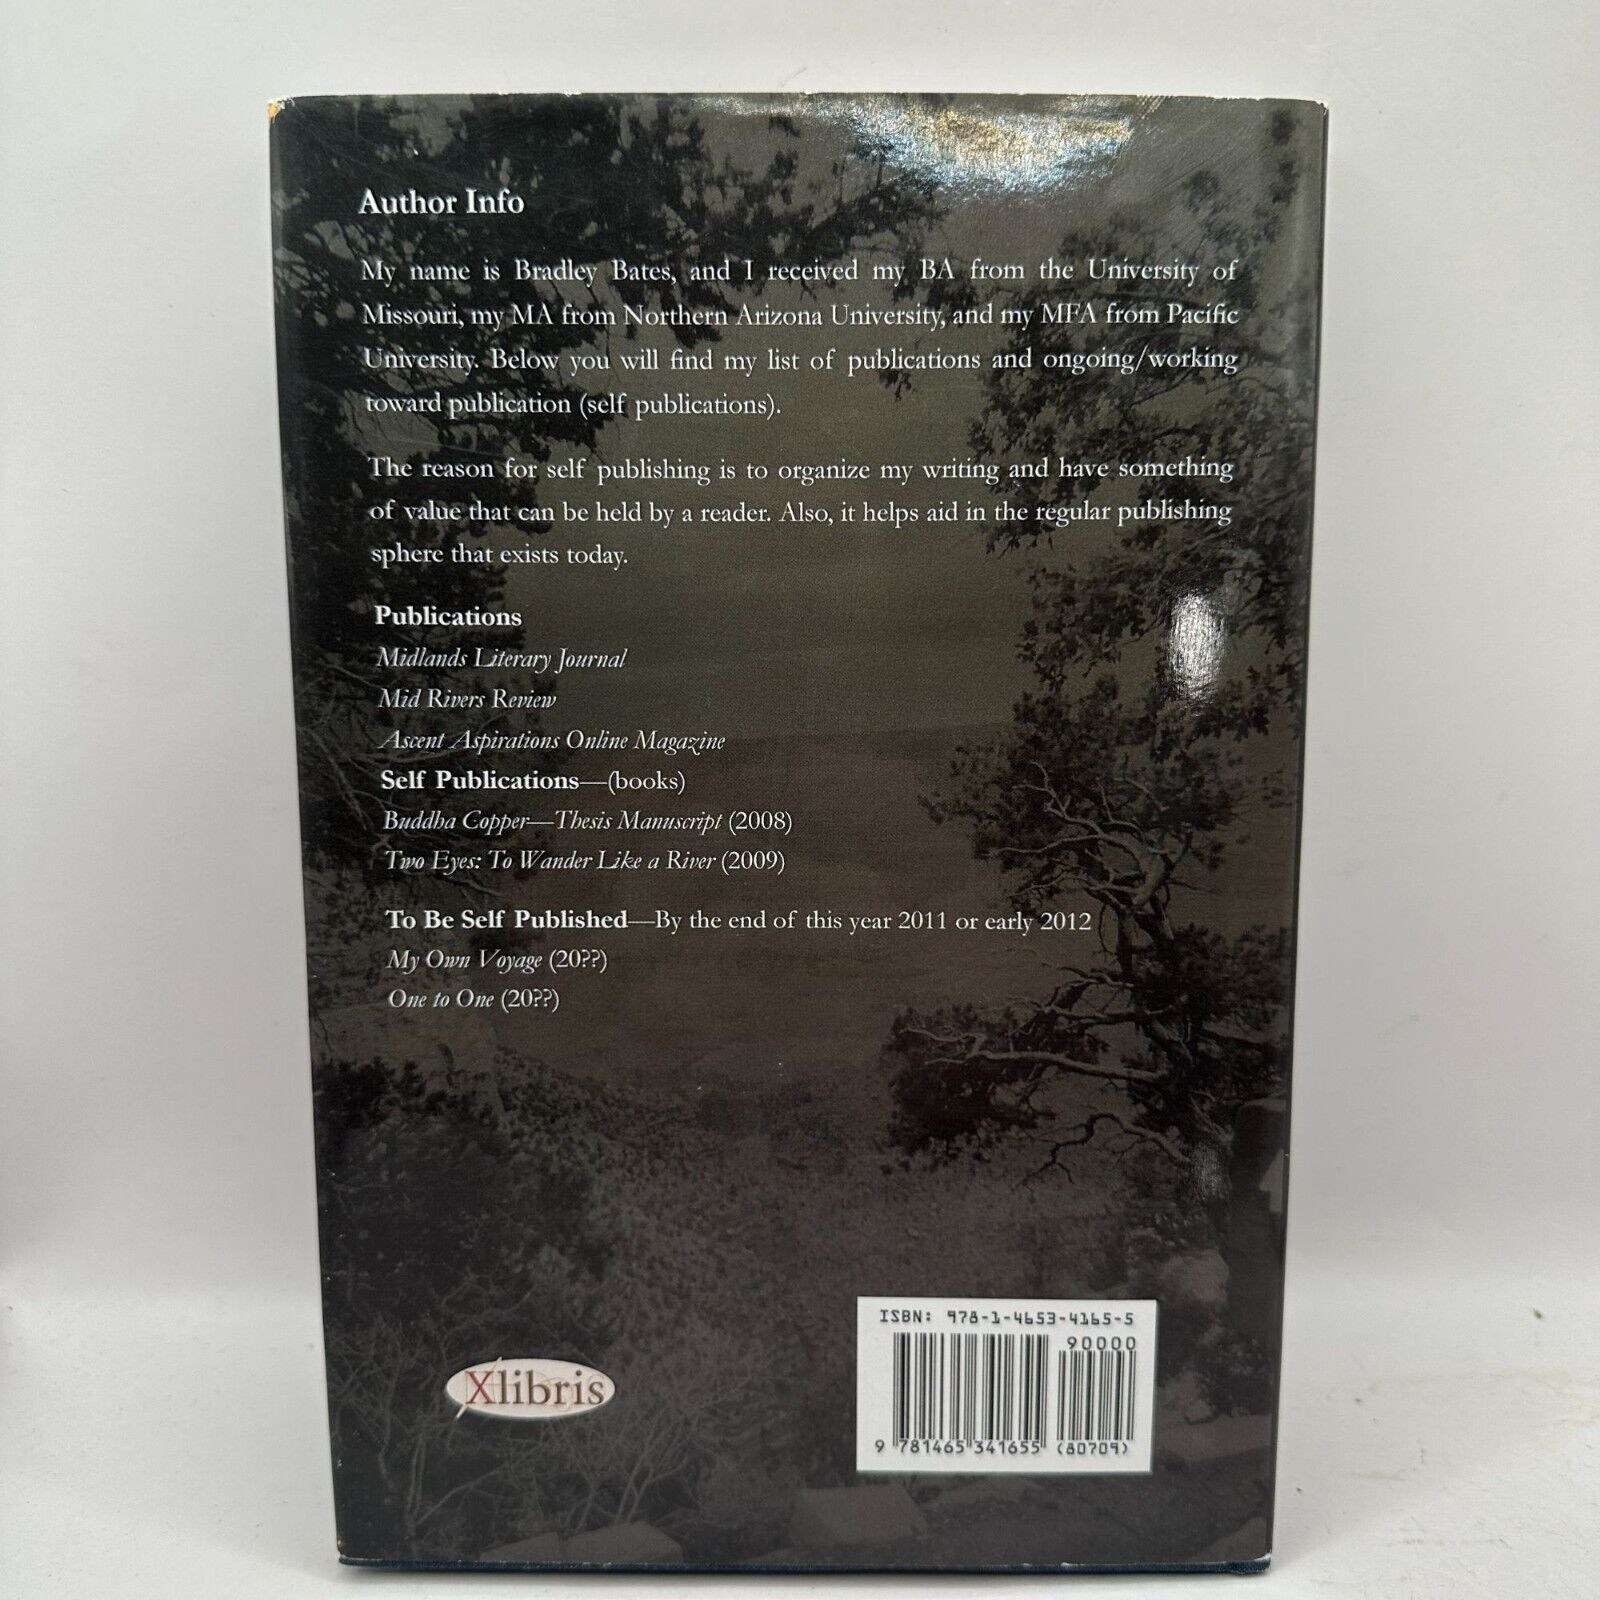 Author Info
My name is Bradley Bates, and I received my BA from the University of
Missouri, my MA from Northern Arizona University, and my MFA from Pacific
University. Below you will find my list of publications and ongoing/working
toward publication (self publications).
The reason for self publishing is to organize my writing and have something
of value that can be held by a reader. Also, it helps aid in the regular publishing
sphere that exists today.
Publications
Midlands Literary Journal
Mid Rivers Review
Ascent Aspirations Online Magazine
Self Publications—(books)
Buddha Copper—Thesis Manuscript (2008)
Two Eyes: To Wander Like a River (2009)
To Be Self Published—By the end of this year 2011 or early 2012
My Own Voyage (20??)
One to One (20??)
Xlibris
ISBN: 978-1-4653-4165-5
90000
9 781465 341655 (80709)